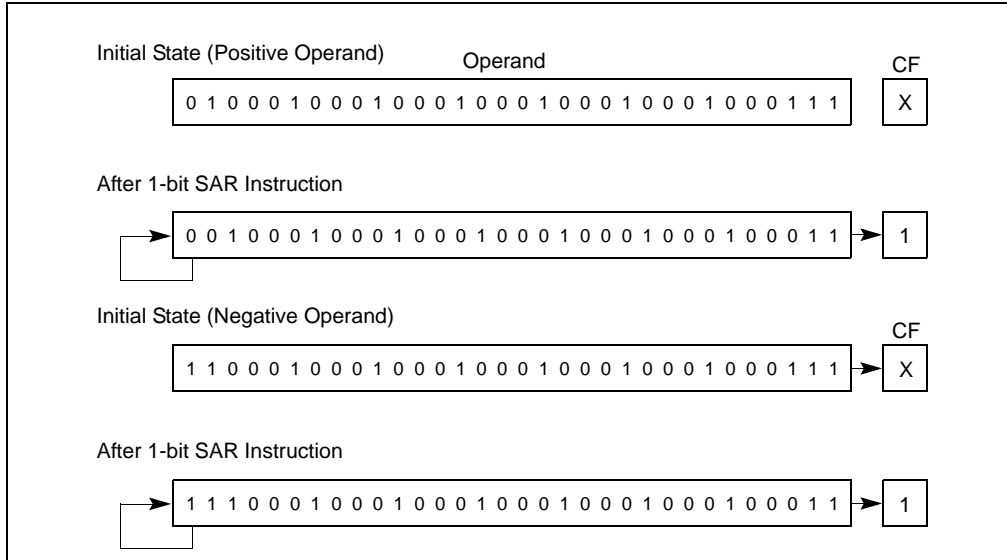 Initial State (Positive Operand)
Operand
CF
0 1 0 0 0 1 0 0 0 1 0 0 0 1 0 0 0 1 0 0 0 1 0 0 0 1 0 0 0 1 1 1
X
After 1-bit SAR Instruction
0 0 1 0 0 0 1 0 0 0 1 0 0 0 1 0 0 0 1 0 0 0 1 0 0 0 1 0 0 0 1 1
1
Initial State (Negative Operand)
CF
1 1 0 0 0 1 0 0 0 1 0 0 0 1 0 0 0 1 0 0 0 1 0 0 0 1 0 0 0 1 1 1
X
After 1-bit SAR Instruction
1 1 1 0 0 0 1 0 0 0 1 0 0 0 1 0 0 0 1 0 0 0 1 0 0 0 1 0 0 0 1 1
1